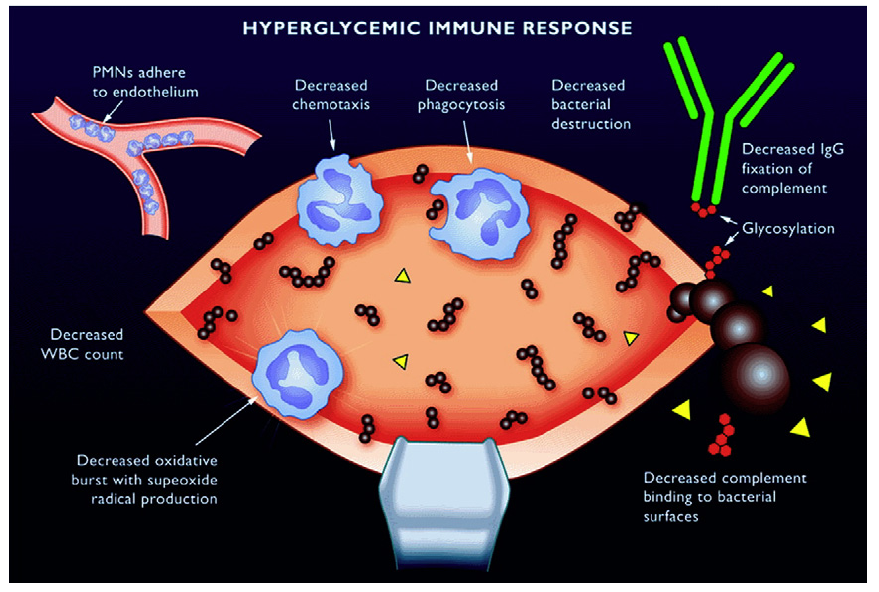 HYPERGLYCEMIC IMMUNE RESPONSE
PMNs adhere
to endothelium
Decreased
chemotaxis
Decreased
phagocytosis
Decreased
bacterial
destruction
Decreased IgG
fixation of
complement
Glycosylation
Decreased
WBC count
Decreased oxidative
burst with supeoxide
radical production
Decreased complement
binding to bacterial
surfaces